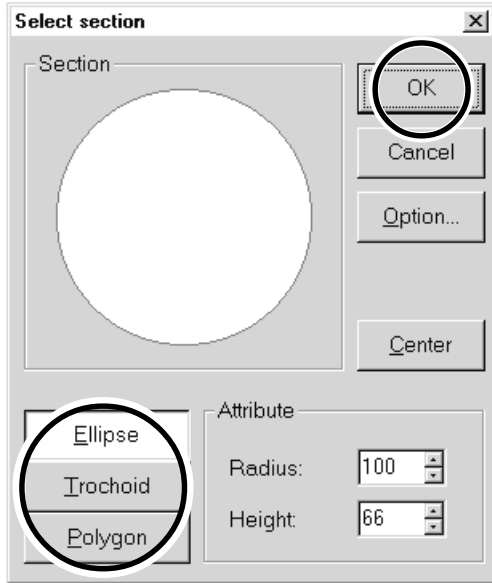 Select section
Section
OK
Cancel
Option...
Center
Ellipse
Trochoid
Polygon
Attribute
Radius: 100
Height: 66